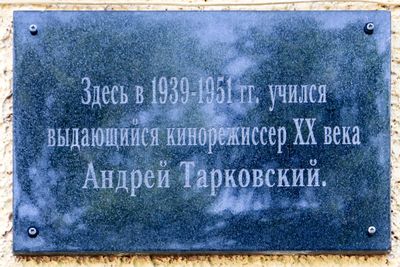 Здесь в 1939-1951 гг. учился
выдающийся кинорежиссер XX века
Андрей Тарковский.